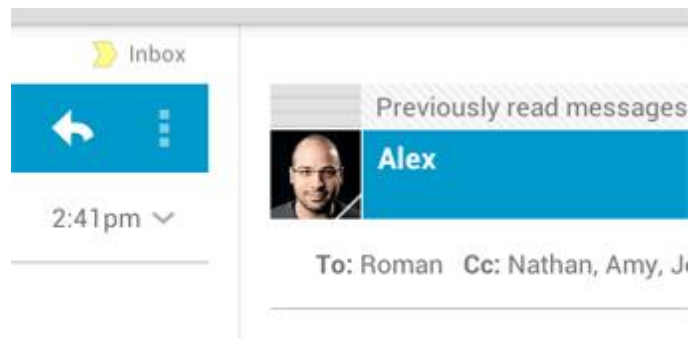 Inbox
2:41pm
Previously read messages
Alex
To: Roman Cc: Nathan, Amy,